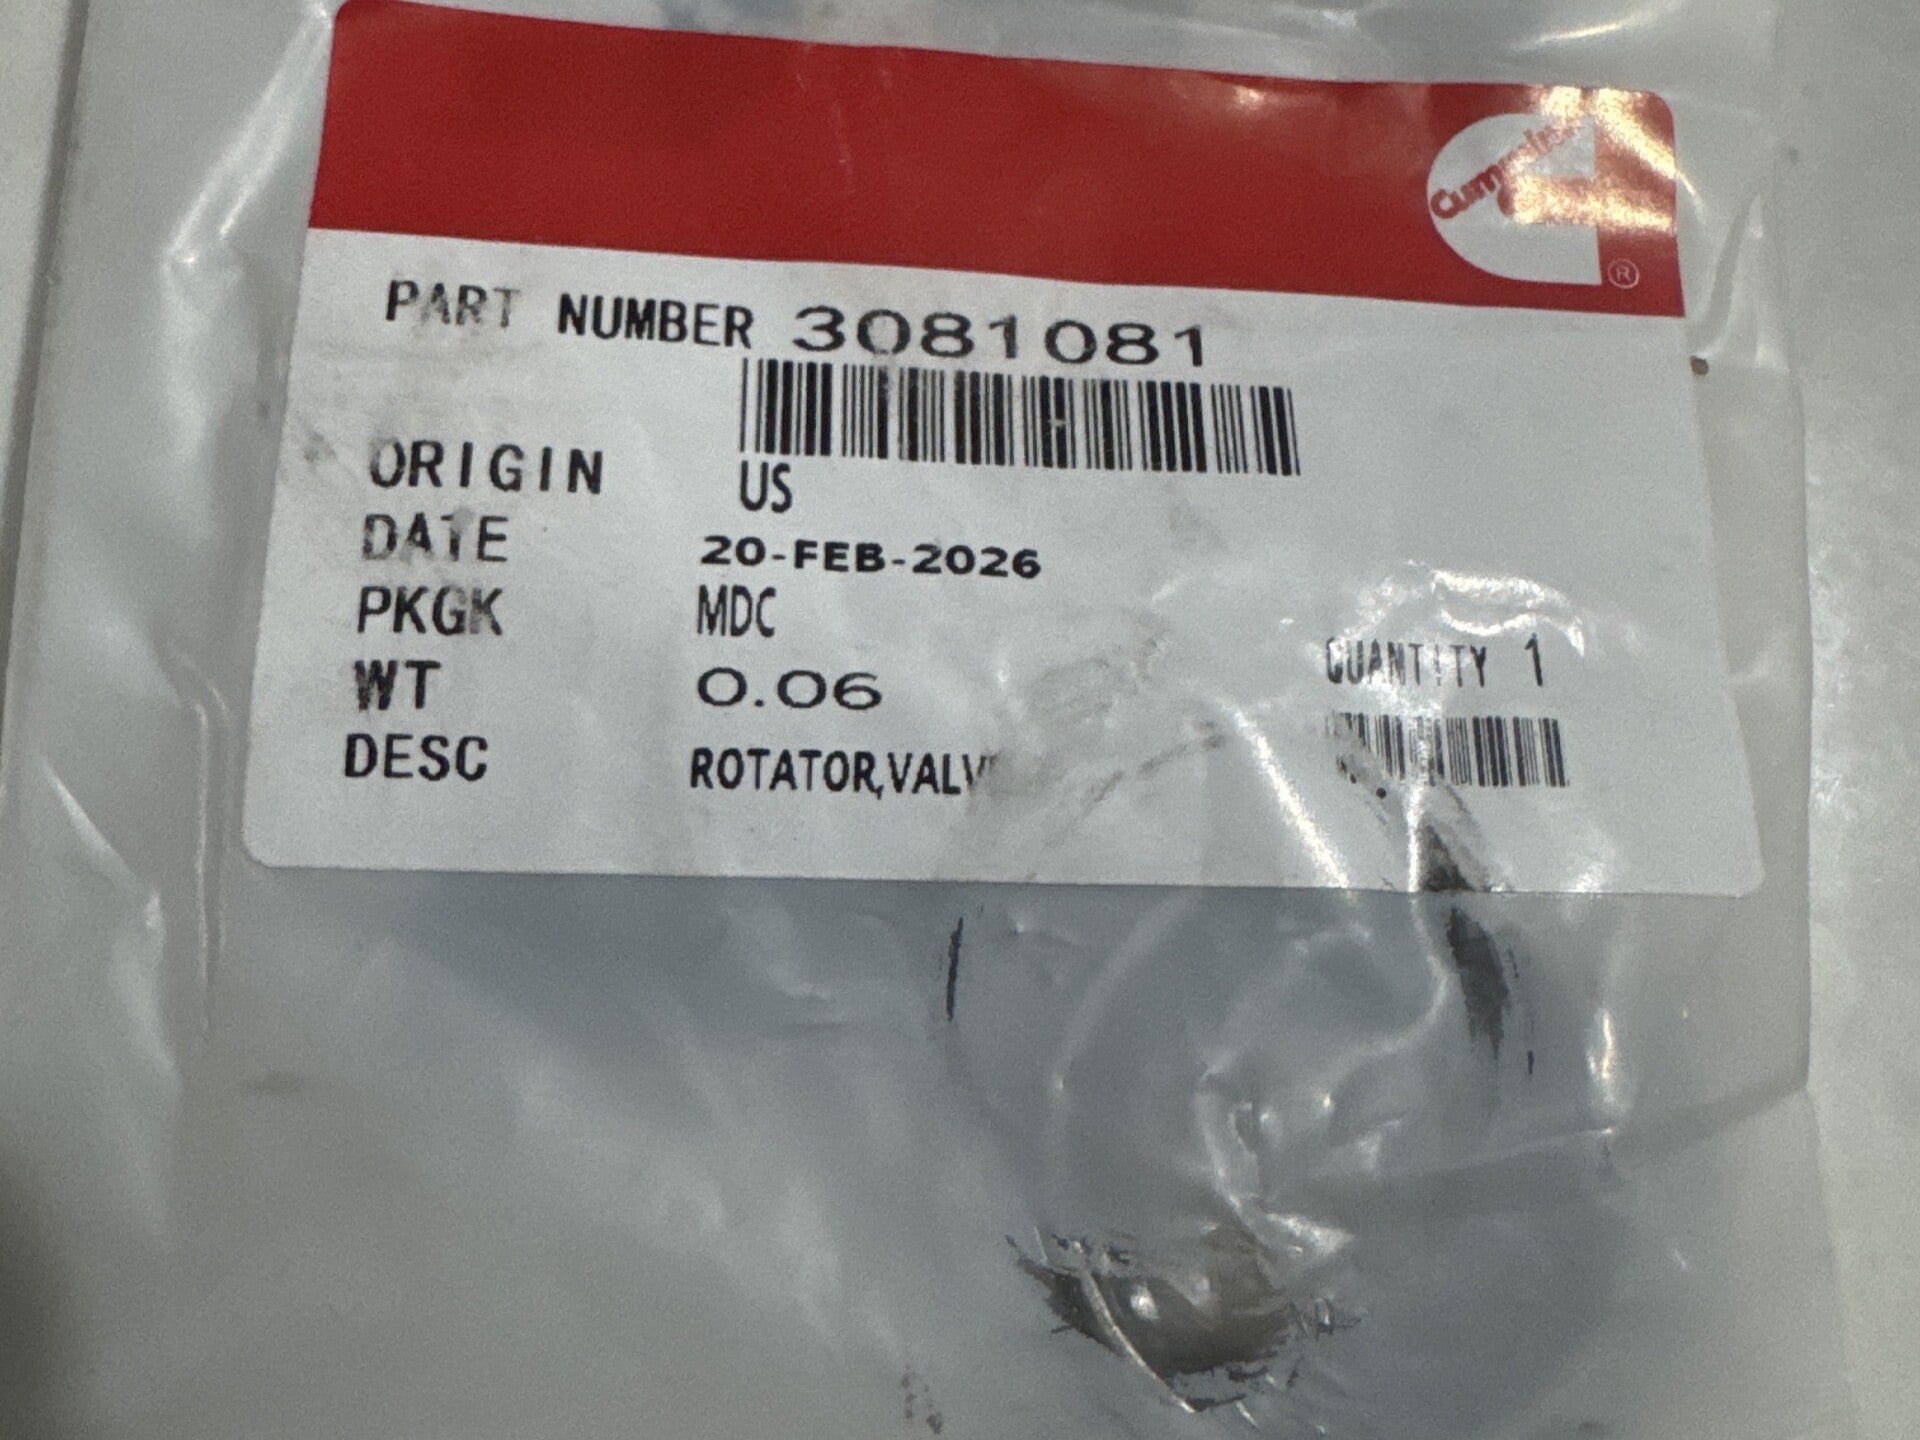 Cummins
®
PART NUMBER 3081081
ORIGIN US
DATE 20-FEB-2026
PKGK MDC
WT 0.06
QUANTITY 1
DESC ROTATOR,VALV